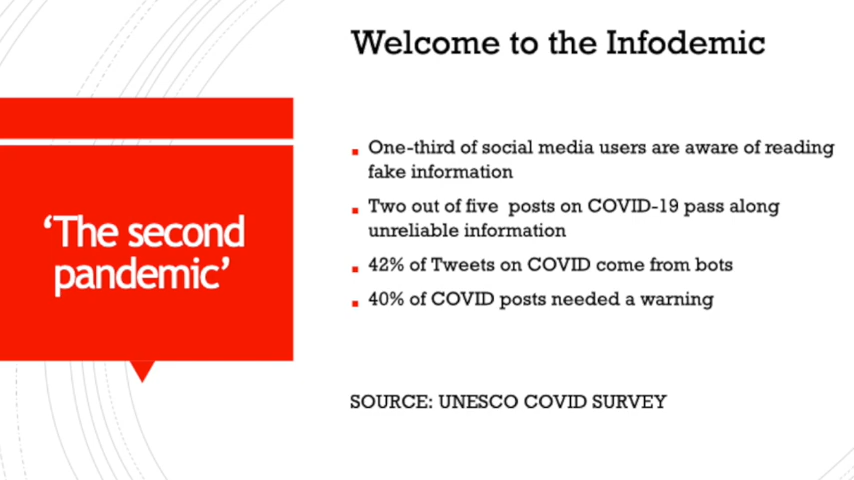 Welcome to the Infodemic
‘The second
pandemic’
One-third of social media users are aware of reading
fake information
Two out of five posts on COVID-19 pass along
unreliable information
42% of Tweets on COVID come from bots
40% of COVID posts needed a warning
SOURCE: UNESCO COVID SURVEY